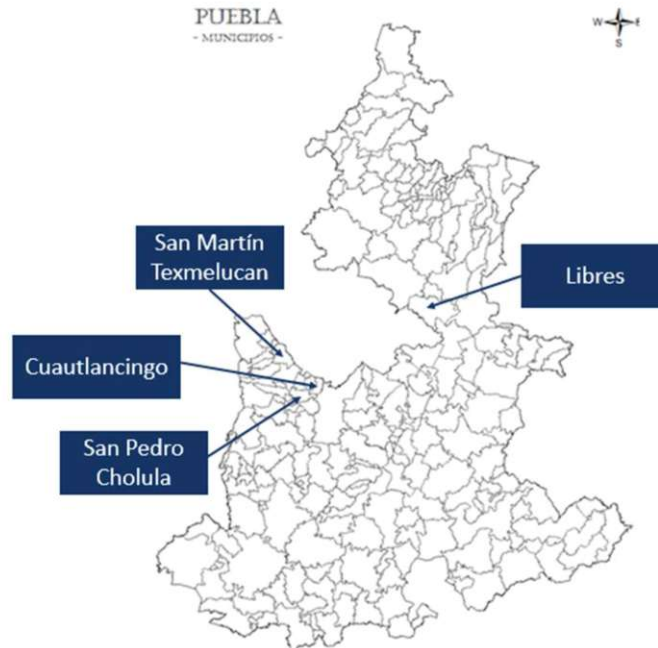 PUEBLA
- MUNICIPIOS -
W E
S
San Martín
Texmelucan
Libres
Cuautlancingo
San Pedro
Cholula